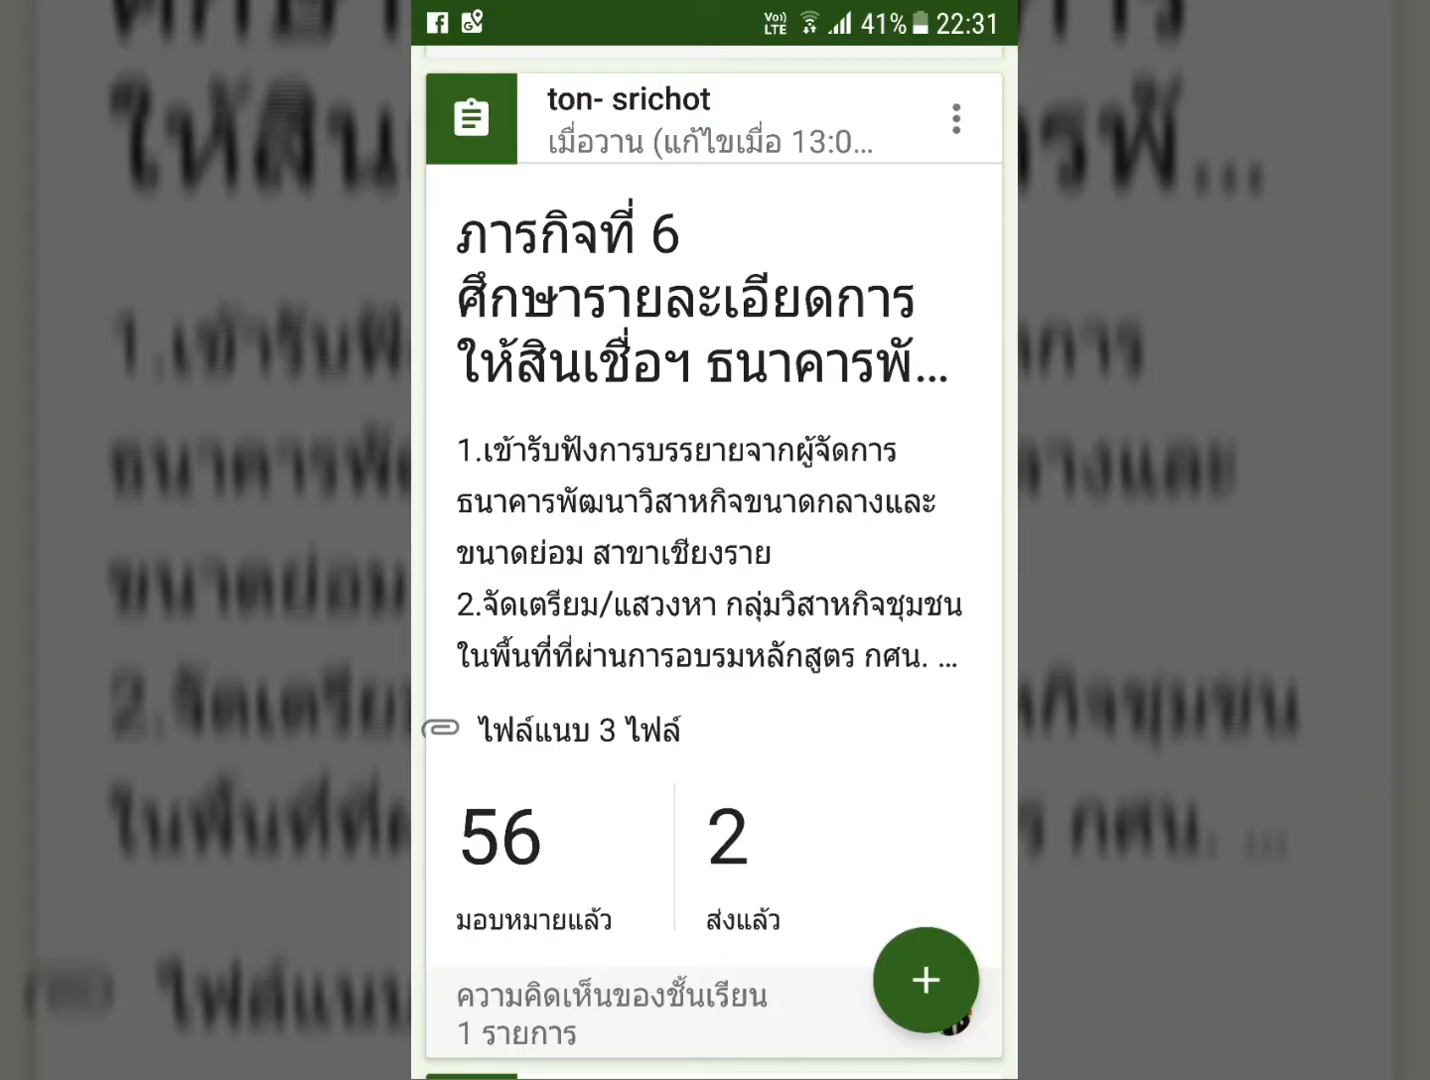 Vo)) LTE 41% 22:31
ton- srichot
เมื่อวาน (แก้ไขเมื่อ 13:0...
ภารกิจที่ 6
ศึกษารายละเอียดการ
ให้สินเชื่อฯ ธนาคารพั...
1.เข้ารับฟังการบรรยายจากผู้จัดการ
ธนาคารพัฒนาวิสาหกิจขนาดกลางและ
ขนาดย่อม สาขาเชียงราย
2.จัดเตรียม/แสวงหา กลุ่มวิสาหกิจชุมชน
ในพื้นที่ที่ผ่านการอบรมหลักสูตร กศน. ...
ไฟล์แนบ 3 ไฟล์
56 2
มอบหมายแล้ว ส่งแล้ว
ความคิดเห็นของชั้นเรียน
1 รายการ